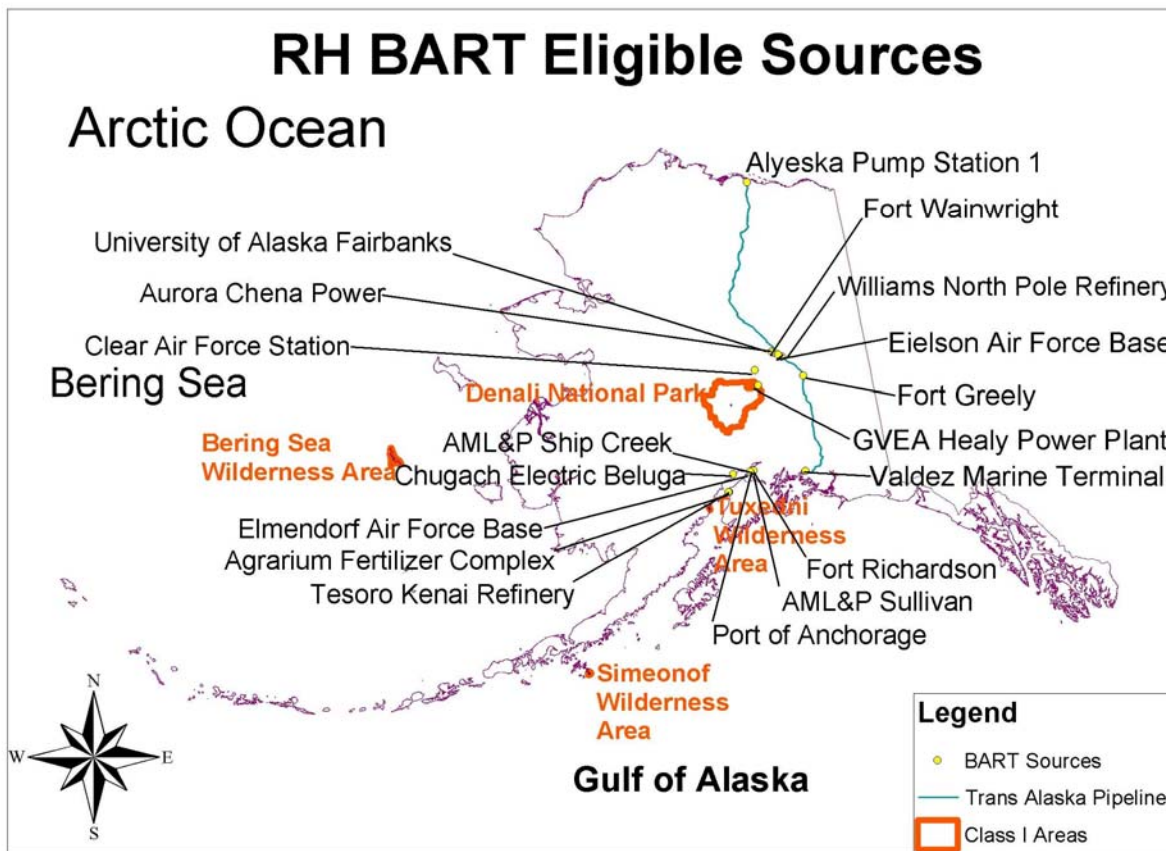 RH BART Eligible Sources
Arctic Ocean
Alyeska Pump Station 1
Fort Wainwright
University of Alaska Fairbanks
Williams North Pole Refinery
Aurora Chena Power
Eielson Air Force Base
Clear Air Force Station
Bering Sea
Denali National Park
Fort Greely
GVEA Healy Power Plant
Bering Sea
Wilderness Area
AML&P Ship Creek
Chugach Electric Beluga
Valdez Marine Terminal
Tuxedni
Wilderness
Area
Elmendorf Air Force Base
Agrarium Fertilizer Complex
Tesoro Kenai Refinery
Fort Richardson
AML&P Sullivan
Port of Anchorage
Simeonof
Wilderness
Area
Gulf of Alaska
N
W
E
S
Legend
BART Sources
Trans Alaska Pipeline
Class I Areas